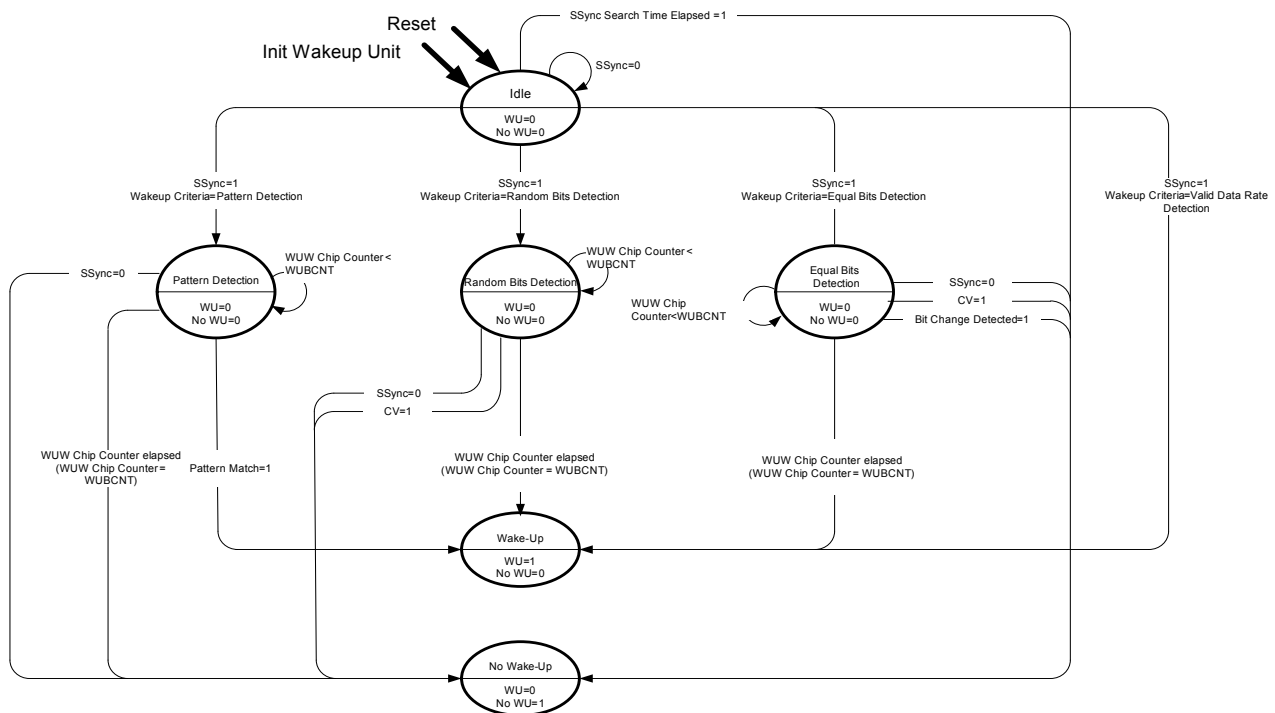 SSync Search Time Elapsed =1
Reset
Init Wakeup Unit
SSync=0
Idle
WU=0
No WU=0
SSync=1
Wakeup Criteria=Pattern Detection
SSync=1
Wakeup Criteria=Random Bits Detection
SSync=1
Wakeup Criteria=Equal Bits Detection
SSync=1
Wakeup Criteria=Valid Data Rate
Detection
SSync=0
Pattern Detection
WU=0
No WU=0
WUW Chip Counter<
WUBCNT
Random Bits Detection
WU=0
No WU=0
WUW Chip Counter<
WUBCNT
WUW Chip
Counter<WUBCNT
Equal Bits
Detection
WU=0
No WU=0
SSync=0
CV=1
Bit Change Detected=1
SSync=0
CV=1
WUW Chip Counter elapsed
(WUW Chip Counter =
WUBCNT)
Pattern Match=1
WUW Chip Counter elapsed
(WUW Chip Counter = WUBCNT)
WUW Chip Counter elapsed
(WUW Chip Counter = WUBCNT)
Wake-Up
WU=1
No WU=0
No Wake-Up
WU=0
No WU=1